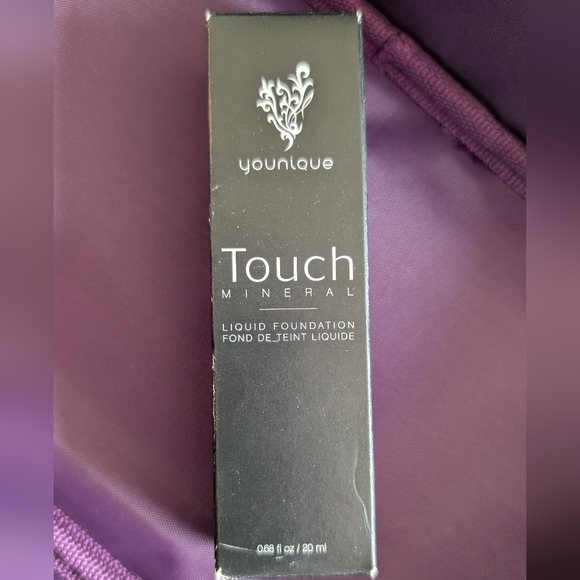 younique
Touch
MINERAL
LIQUID FOUNDATION
FOND DE TEINT LIQUIDE
0.68 fl oz / 20 ml